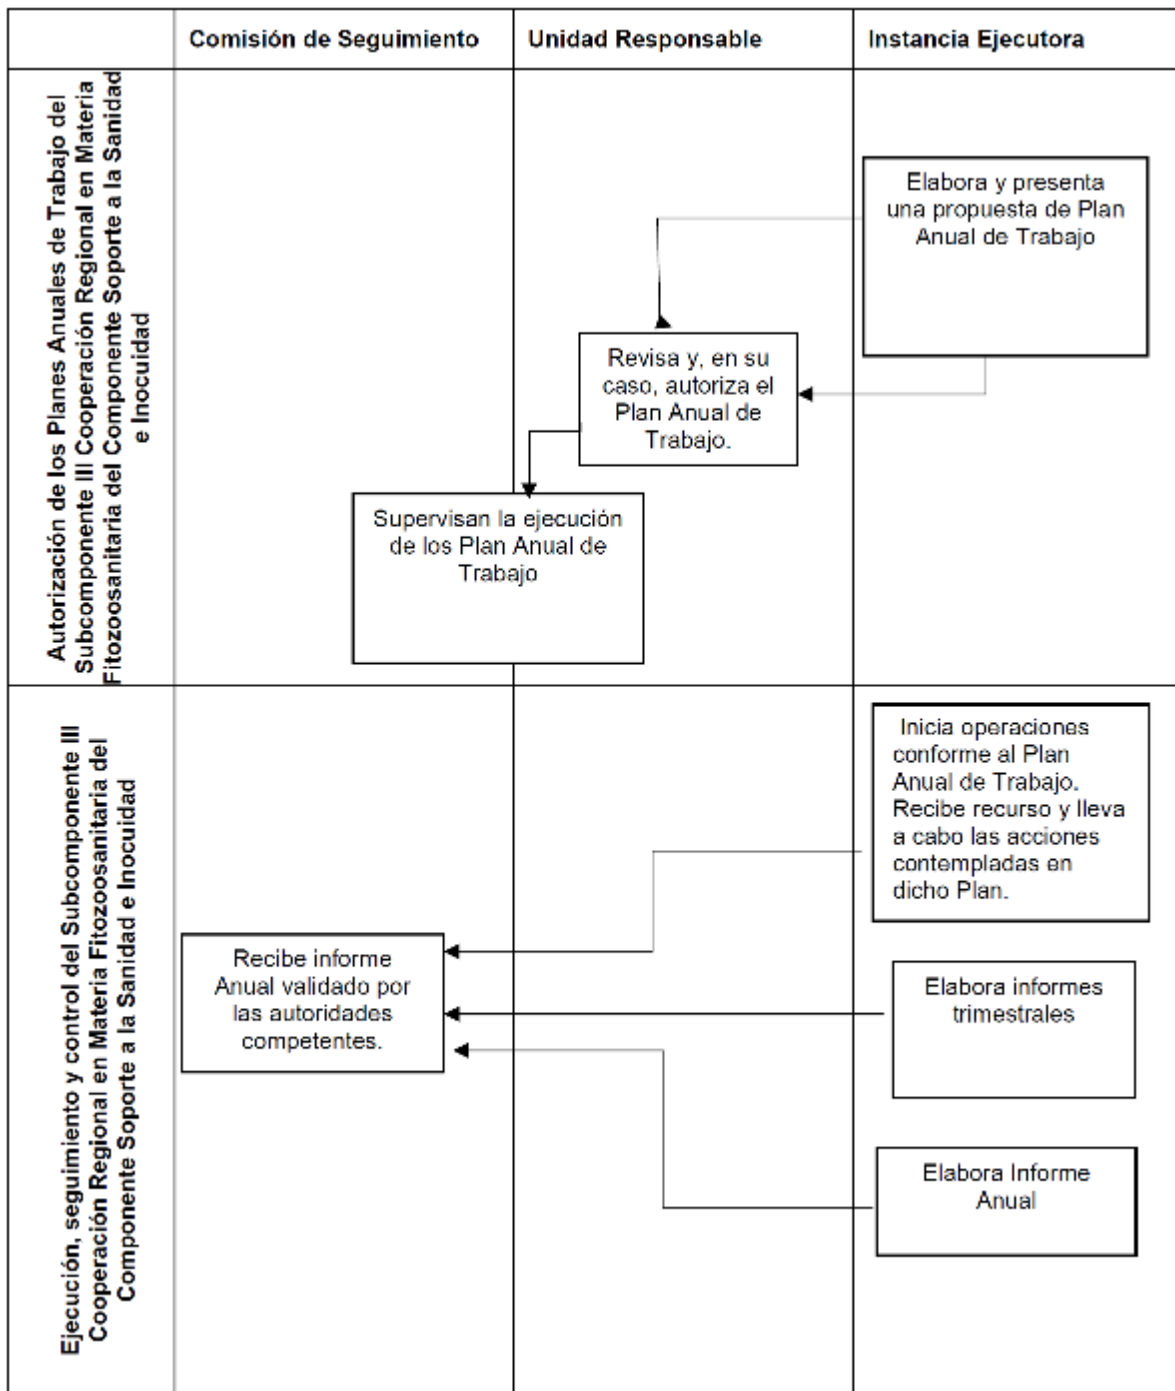 Comisión de Seguimiento
Unidad Responsable
Instancia Ejecutora
Autorización de los Planes Anuales de Trabajo del
Subcomponente III Cooperación Regional en Materia
Fitozoosanitaria del Componente Soporte a la Sanidad
e Inocuidad
Elabora y presenta
una propuesta de Plan
Anual de Trabajo
Revisa y, en su
caso, autoriza el
Plan Anual de
Trabajo.
Supervisan la ejecución
de los Plan Anual de
Trabajo
Ejecución, seguimiento y control del Subcomponente III
Cooperación Regional en Materia Fitozoosanitaria del
Componente Soporte a la Sanidad e Inocuidad
Inicia operaciones
conforme al Plan
Anual de Trabajo.
Recibe recurso y lleva
a cabo las acciones
contempladas en
dicho Plan.
Recibe informe
Anual validado por
las autoridades
competentes.
Elabora informes
trimestrales
Elabora Informe
Anual